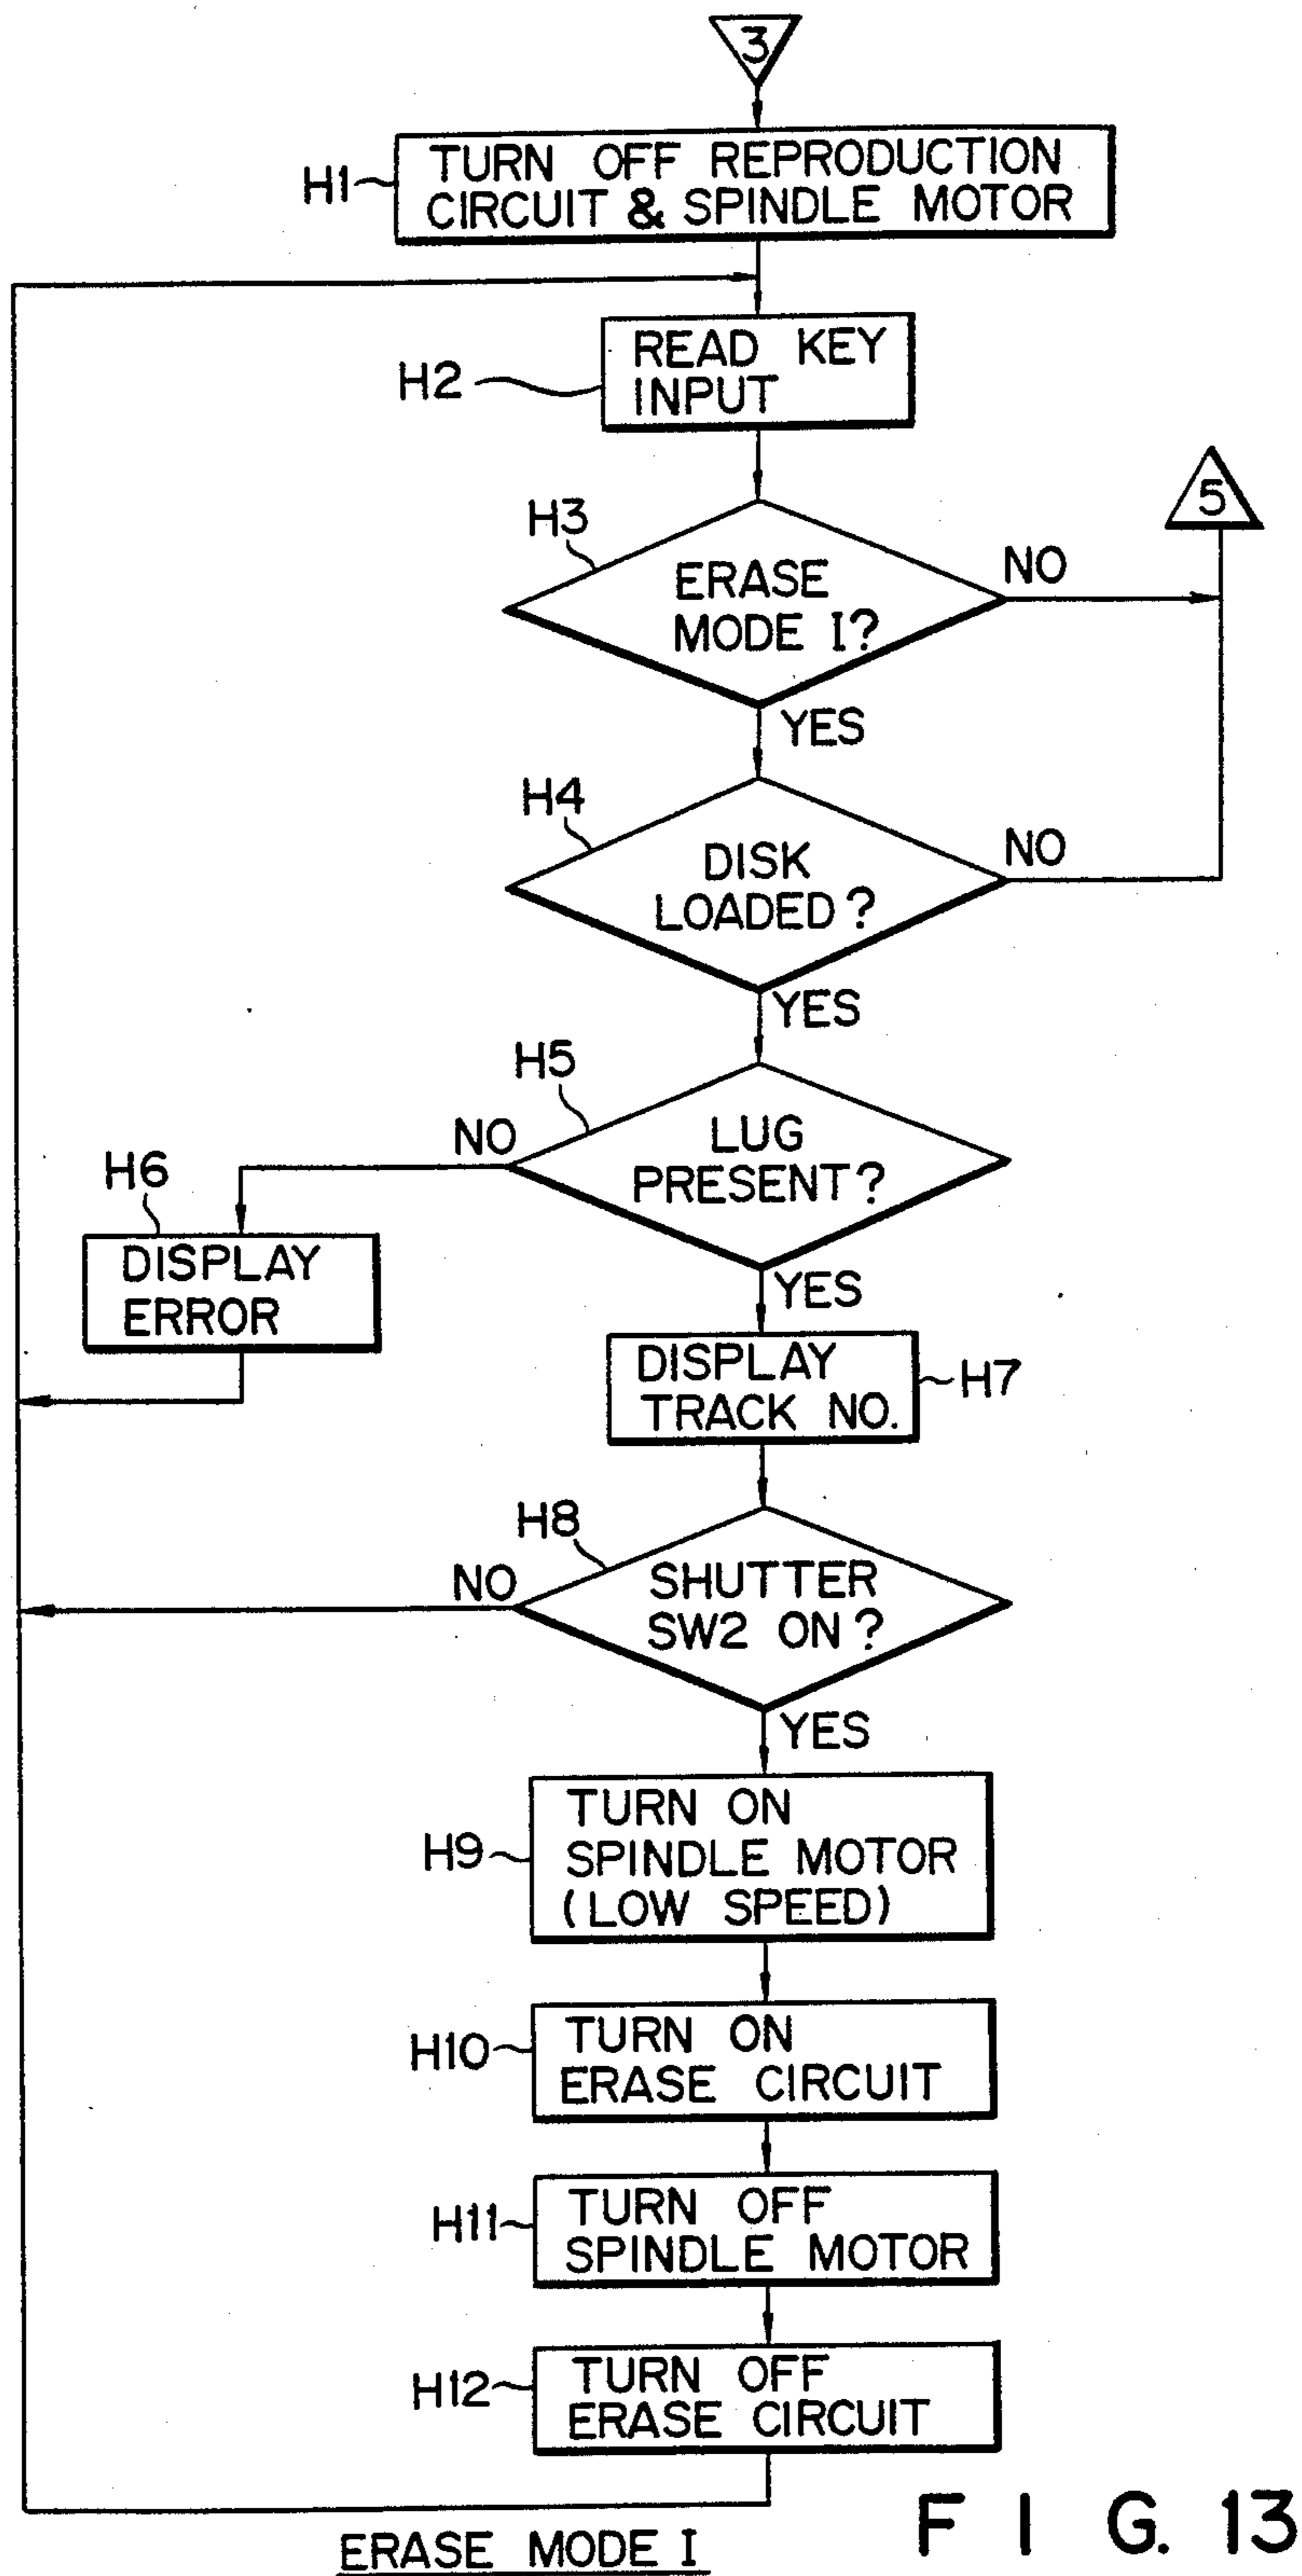 3
H1
TURN OFF REPRODUCTION
CIRCUIT & SPINDLE MOTOR
H2
READ KEY
INPUT
5
H3
ERASE
MODE I?
NO
YES
H4
DISK
LOADED?
NO
YES
H5
LUG
PRESENT?
NO
YES
H6
DISPLAY
ERROR
DISPLAY
TRACK NO.
H7
H8
SHUTTER
SW2 ON?
NO
YES
H9
TURN ON
SPINDLE MOTOR
(LOW SPEED)
H10
TURN ON
ERASE CIRCUIT
H11
TURN OFF
SPINDLE MOTOR
H12
TURN OFF
ERASE CIRCUIT
ERASE MODE I
FIG. 13